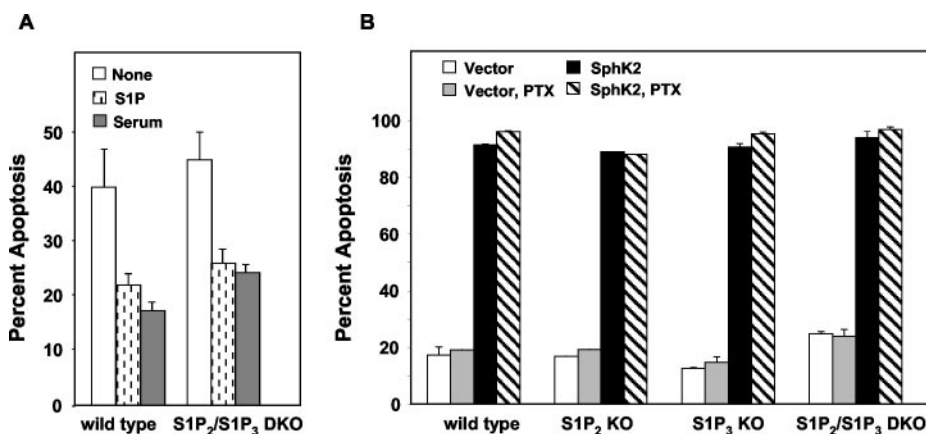 A
Percent Apoptosis
50
40
30
20
10
0
None
S1P
Serum
wild type
S1P2/S1P3 DKO
B
Percent Apoptosis
100
80
60
40
20
0
Vector
Vector, PTX
SphK2
SphK2, PTX
wild type
S1P2 KO
S1P3 KO
S1P2/S1P3 DKO